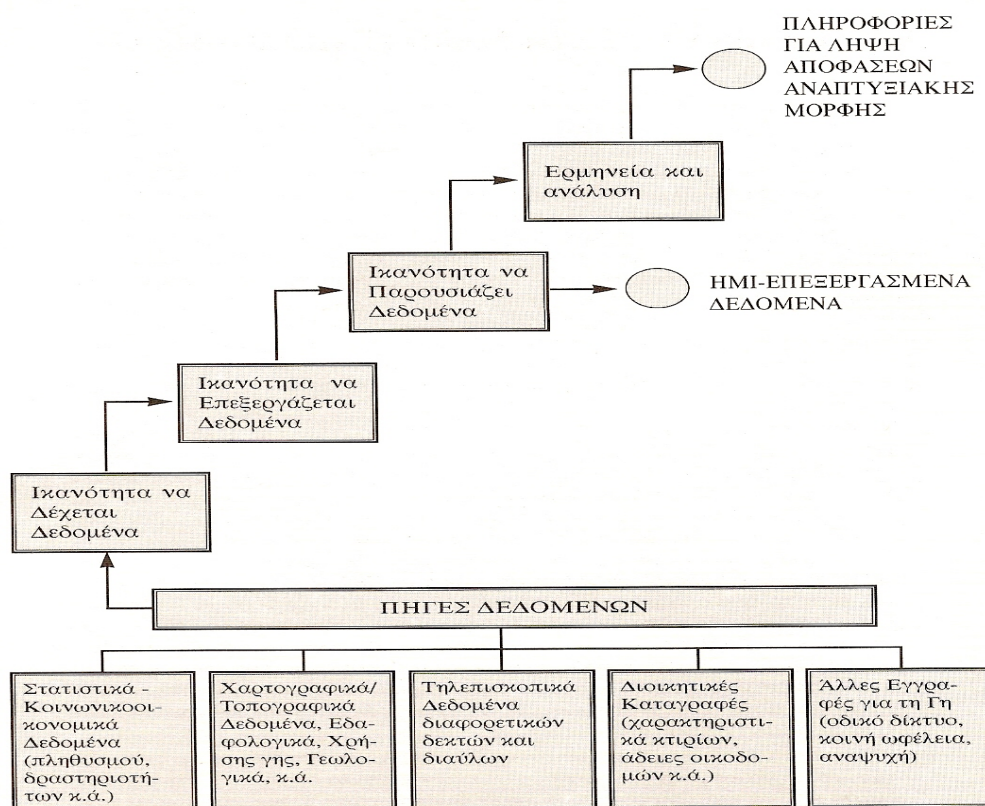 ΠΛΗΡΟΦΟΡΙΕΣ
ΓΙΑ ΛΗΨΗ
ΑΠΟΦΑΣΕΩΝ
ΑΝΑΠΤΥΞΙΑΚΗΣ
ΜΟΡΦΗΣ
Ερμηνεία και
ανάλυση
Ικανότητα να
Παρουσιάζει
Δεδομένα
ΗΜΙ-ΕΠΕΞΕΡΓΑΣΜΕΝΑ
ΔΕΔΟΜΕΝΑ
Ικανότητα να
Επεξεργάζεται
Δεδομένα
Ικανότητα να
Δέχεται
Δεδομένα
ΠΗΓΕΣ ΔΕΔΟΜΕΝΩΝ
Στατιστικά -
Κοινωνικοοι-
κονομικά
Δεδομένα
(πληθυσμού,
δραστηριοτή-
των κ.ά.)
Χαρτογραφικά/
Τοπογραφικά
Δεδομένα, Εδα-
φολογικά, Χρή-
σης γης, Γεωλο-
γικά, κ.ά.
Τηλεπισκοπικά
Δεδομένα
διαφορετικών
δεκτών και
διαύλων
Διοικητικές
Καταγραφές
(χαρακτηριστι-
κά κτιρίων,
άδειες οικοδο-
μών κ.ά.)
Άλλες Εγγρα-
φές για τη Γη
(οδικό δίκτυο,
κοινή ωφέλεια,
αναψυχή)